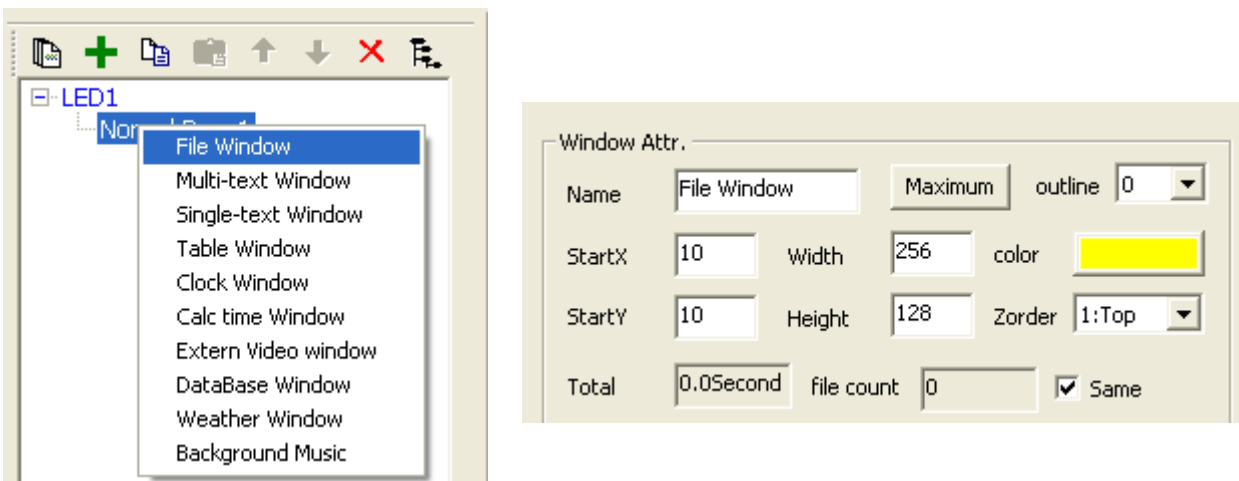 LED1
File Window
Multi-text Window
Single-text Window
Table Window
Clock Window
Calc time Window
Extern Video window
DataBase Window
Weather Window
Background Music
Window Attr.
Name File Window Maximum outline 0
StartX 10 Width 256 color
StartY 10 Height 128 Zorder 1:Top
Total 0.0Second file count 0 Same